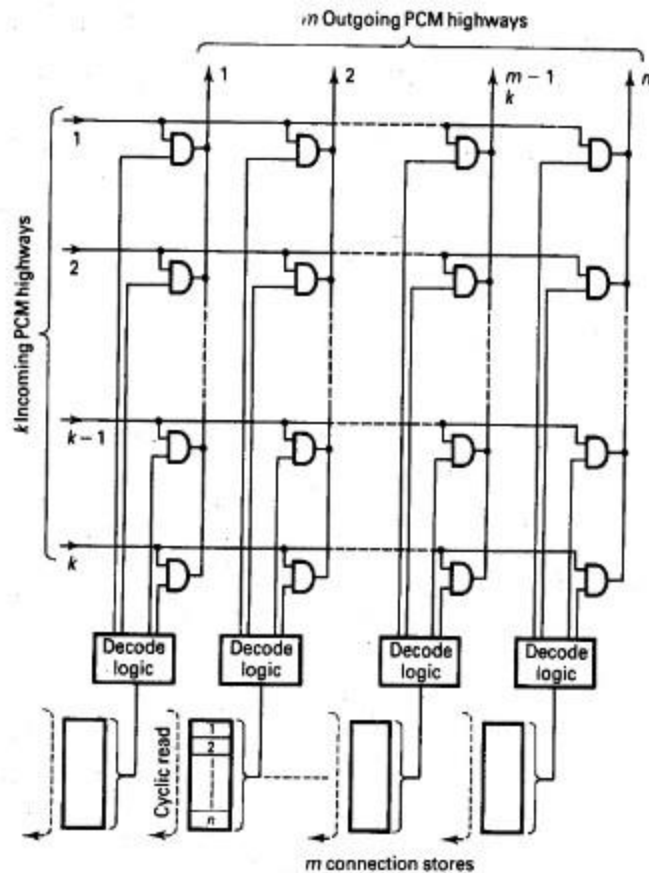 m Outgoing PCM highways
1
2
m − 1
k
k Incoming PCM highways
1
2
k − 1
k
Decode logic
Decode logic
Decode logic
Decode logic
Cyclic read
1
2
n
m connection stores